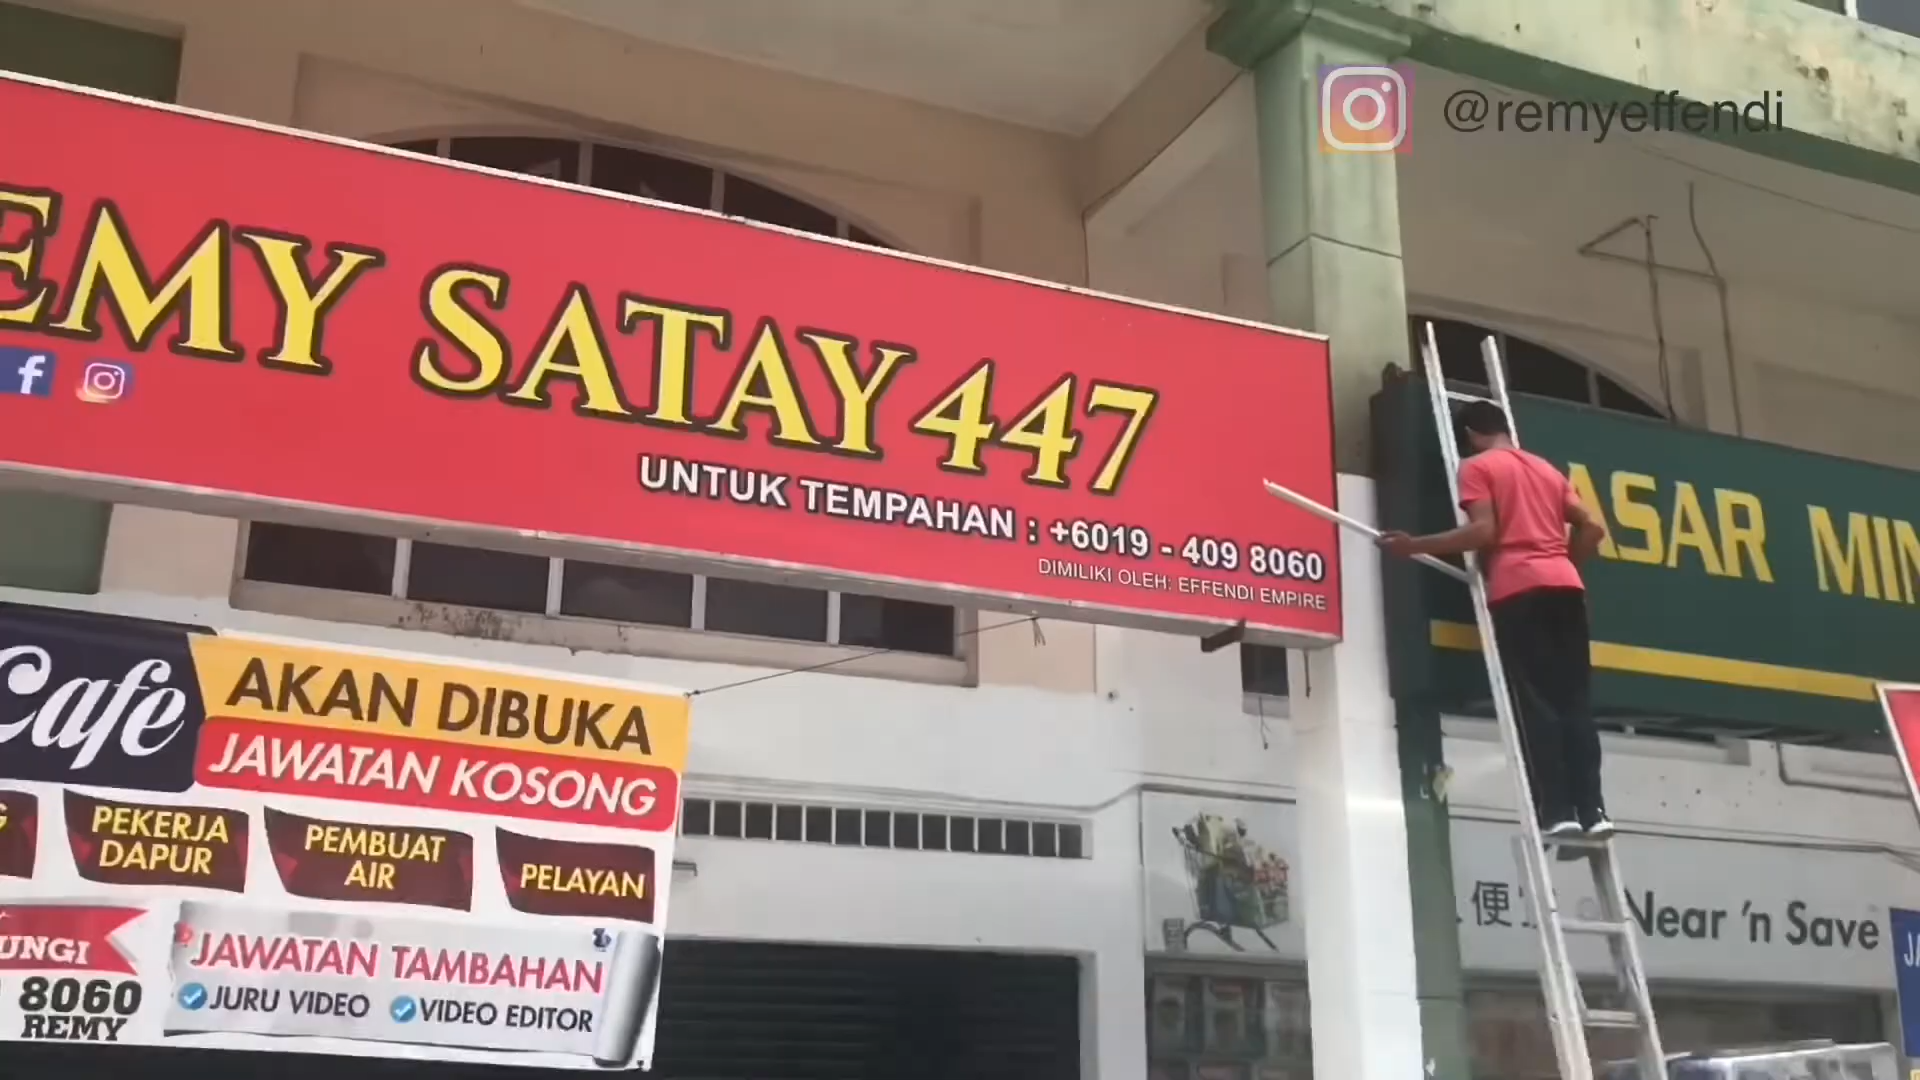 @remyeffendi
EMY SATAY 447
UNTUK TEMPAHAN : +6019 - 409 8060
DIMILIKI OLEH: EFFENDI EMPIRE
ASAR MIN
Cafe
AKAN DIBUKA
JAWATAN KOSONG
PEKERJA DAPUR
PEMBUAT AIR
PELAYAN
UNGI
8060
REMY
JAWATAN TAMBAHAN
JURU VIDEO
VIDEO EDITOR
便
Near 'n Save